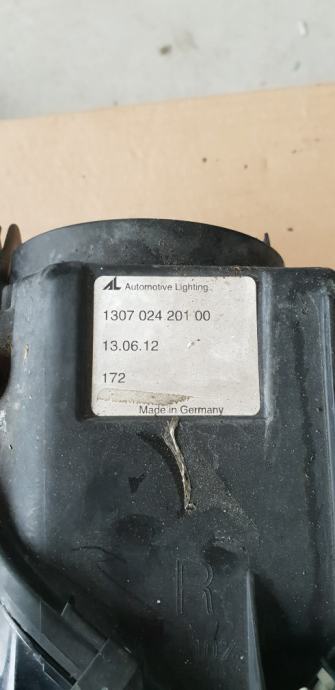 AL Automotive Lighting
1307 024 201 00
13.06.12
172
Made in Germany
R